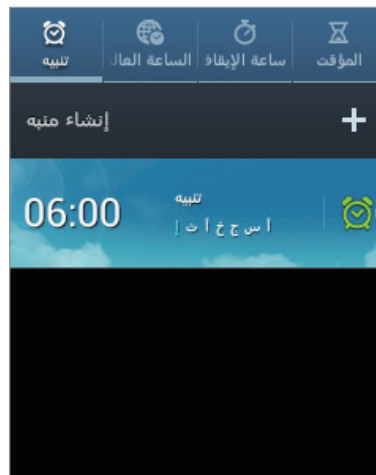 تنبيه
الساعة العال
ساعة الإيقاف
المؤقت
إنشاء منبه
06:00
تنبيه
أ س ج خ أ ث إ